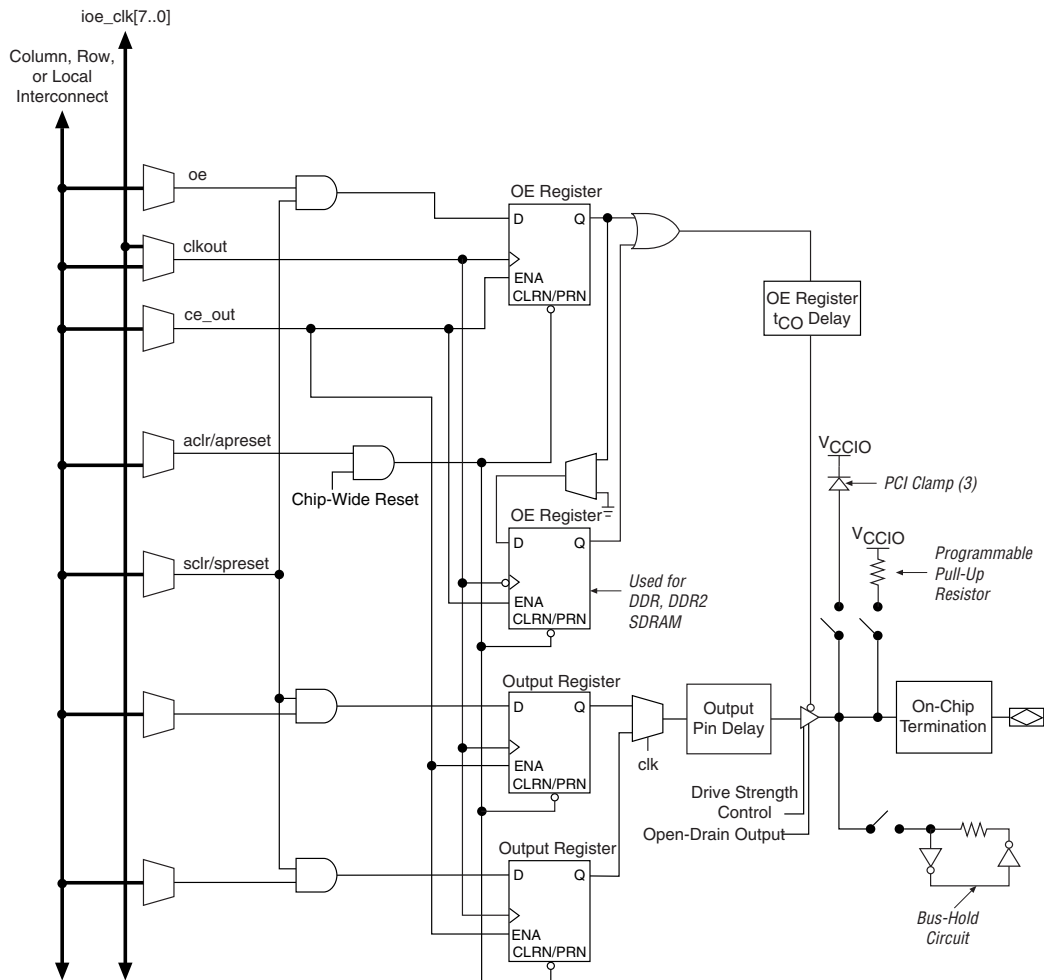 ioe_clk[7..0]
Column, Row,
or Local
Interconnect
oe
OE Register
D
Q
clkout
ENA
CLRN/PRN
OE Register
tCO Delay
ce_out
aclr/apreset
Chip-Wide Reset
VCCIO
PCI Clamp (3)
OE Register
D
Q
VCCIO
Programmable
Pull-Up
Resistor
sclr/spreset
Used for
DDR, DDR2
SDRAM
ENA
CLRN/PRN
Output Register
D
Q
ENA
CLRN/PRN
clk
Output
Pin Delay
On-Chip
Termination
Drive Strength
Control
Open-Drain Output
Output Register
D
Q
ENA
CLRN/PRN
Bus-Hold
Circuit